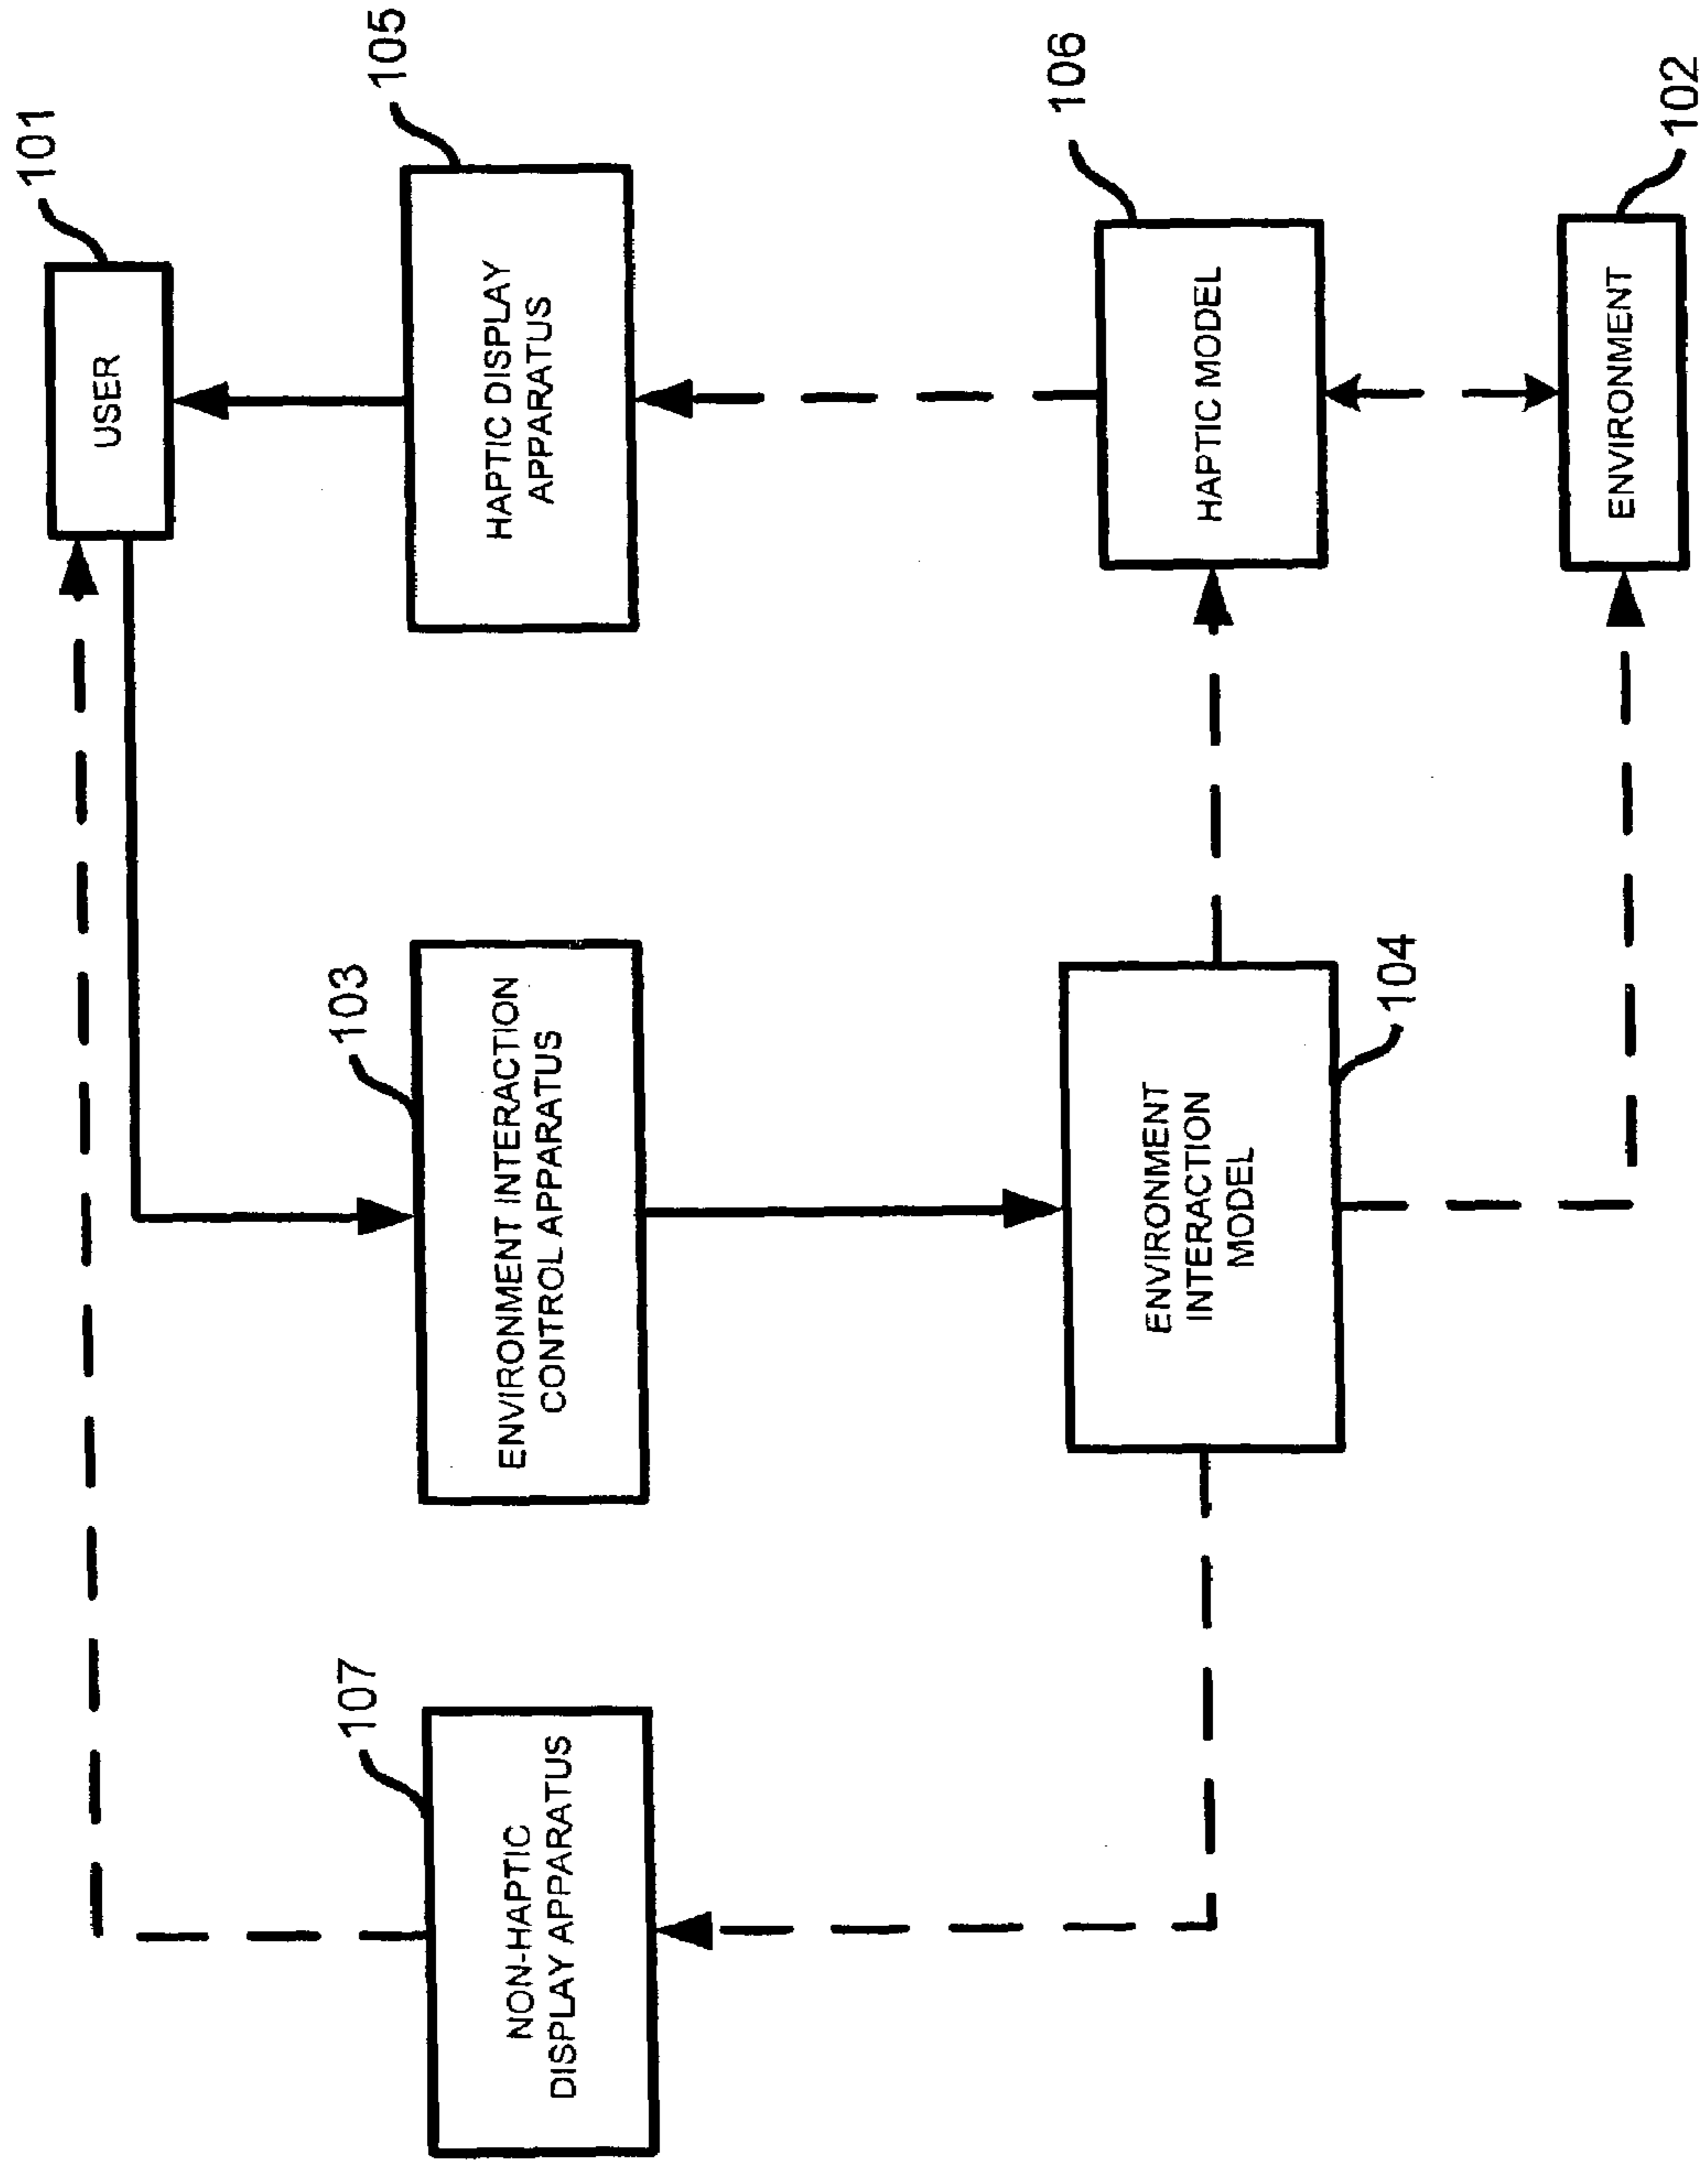 107
NON-HAPTIC
DISPLAY APPARATUS
103
ENVIRONMENT INTERACTION
CONTROL APPARATUS
101
USER
105
HAPTIC DISPLAY
APPARATUS
ENVIRONMENT
INTERACTION
MODEL
104
106
HAPTIC MODEL
102
ENVIRONMENT